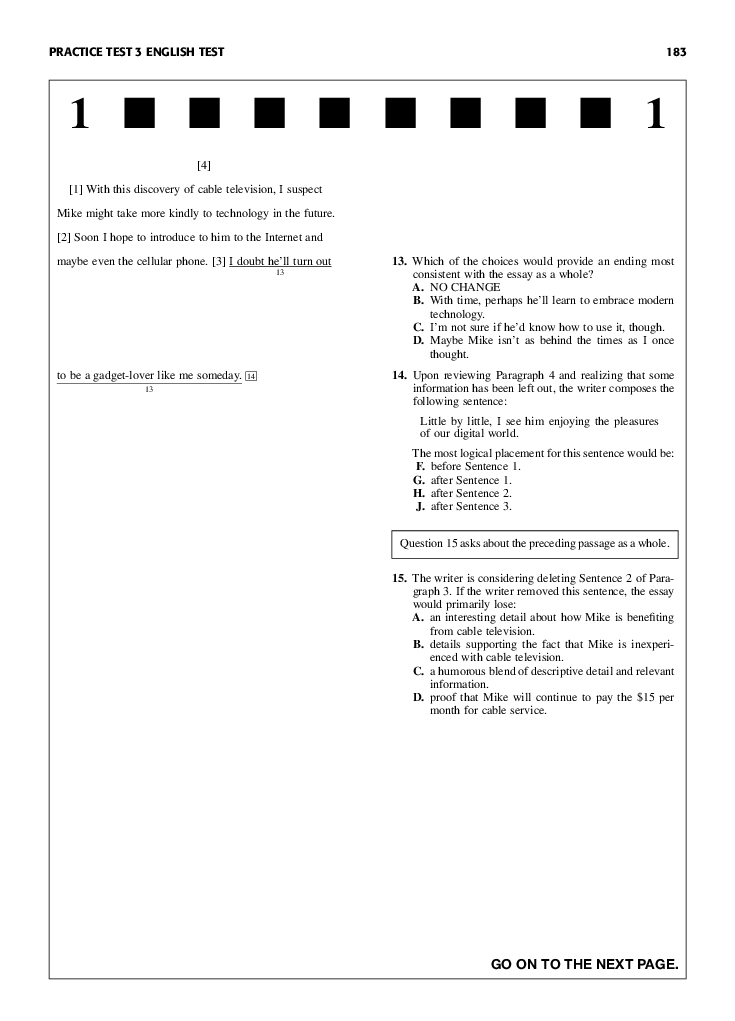 PRACTICE TEST 3 ENGLISH TEST 183
1 1
[4]
[1] With this discovery of cable television, I suspect
Mike might take more kindly to technology in the future.
[2] Soon I hope to introduce to him to the Internet and
maybe even the cellular phone. [3] I doubt he'll turn out
13
to be a gadget-lover like me someday. 14
13
13. Which of the choices would provide an ending most
consistent with the essay as a whole?
A. NO CHANGE
B. With time, perhaps he'll learn to embrace modern
technology.
C. I'm not sure if he'd know how to use it, though.
D. Maybe Mike isn't as behind the times as I once
thought.
14. Upon reviewing Paragraph 4 and realizing that some
information has been left out, the writer composes the
following sentence:
Little by little, I see him enjoying the pleasures
of our digital world.
The most logical placement for this sentence would be:
F. before Sentence 1.
G. after Sentence 1.
H. after Sentence 2.
J. after Sentence 3.
Question 15 asks about the preceding passage as a whole.
15. The writer is considering deleting Sentence 2 of Para-
graph 3. If the writer removed this sentence, the essay
would primarily lose:
A. an interesting detail about how Mike is benefiting
from cable television.
B. details supporting the fact that Mike is inexperi-
enced with cable television.
C. a humorous blend of descriptive detail and relevant
information.
D. proof that Mike will continue to pay the $15 per
month for cable service.
GO ON TO THE NEXT PAGE.